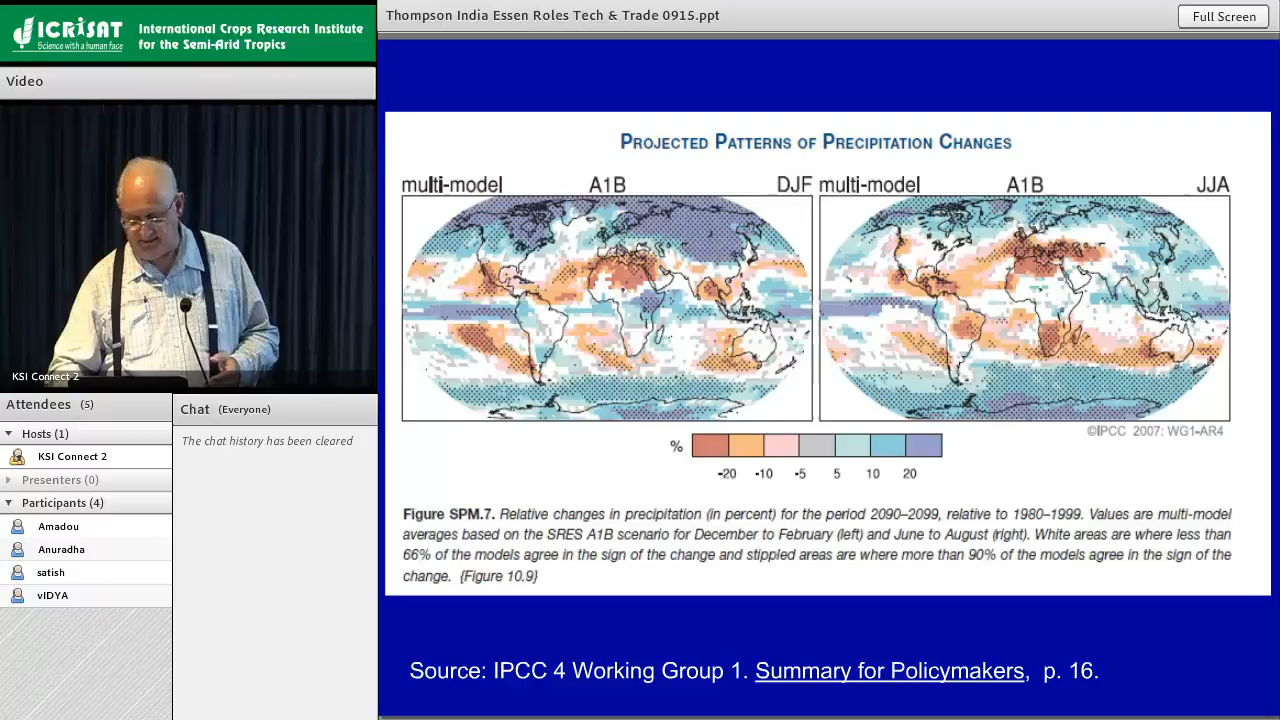 ICRISAT
Science with a human face
International Crops Research Institute
for the Semi-Arid Tropics
Thompson India Essen Roles Tech & Trade 0915.ppt
Full Screen
Video
KSI Connect 2
Attendees (5)
Hosts (1)
KSI Connect 2
Presenters (0)
Participants (4)
Amadou
Anuradha
satish
vIDYA
Chat (Everyone)
The chat history has been cleared
PROJECTED PATTERNS OF PRECIPITATION CHANGES
multi-model A1B DJF
multi-model A1B JJA
©IPCC 2007: WG1-AR4
%
-20 -10 -5 5 10 20
Figure SPM.7. Relative changes in precipitation (in percent) for the period 2090–2099, relative to 1980–1999. Values are multi-model
averages based on the SRES A1B scenario for December to February (left) and June to August (right). White areas are where less than
66% of the models agree in the sign of the change and stippled areas are where more than 90% of the models agree in the sign of the
change. {Figure 10.9}
Source: IPCC 4 Working Group 1. Summary for Policymakers, p. 16.